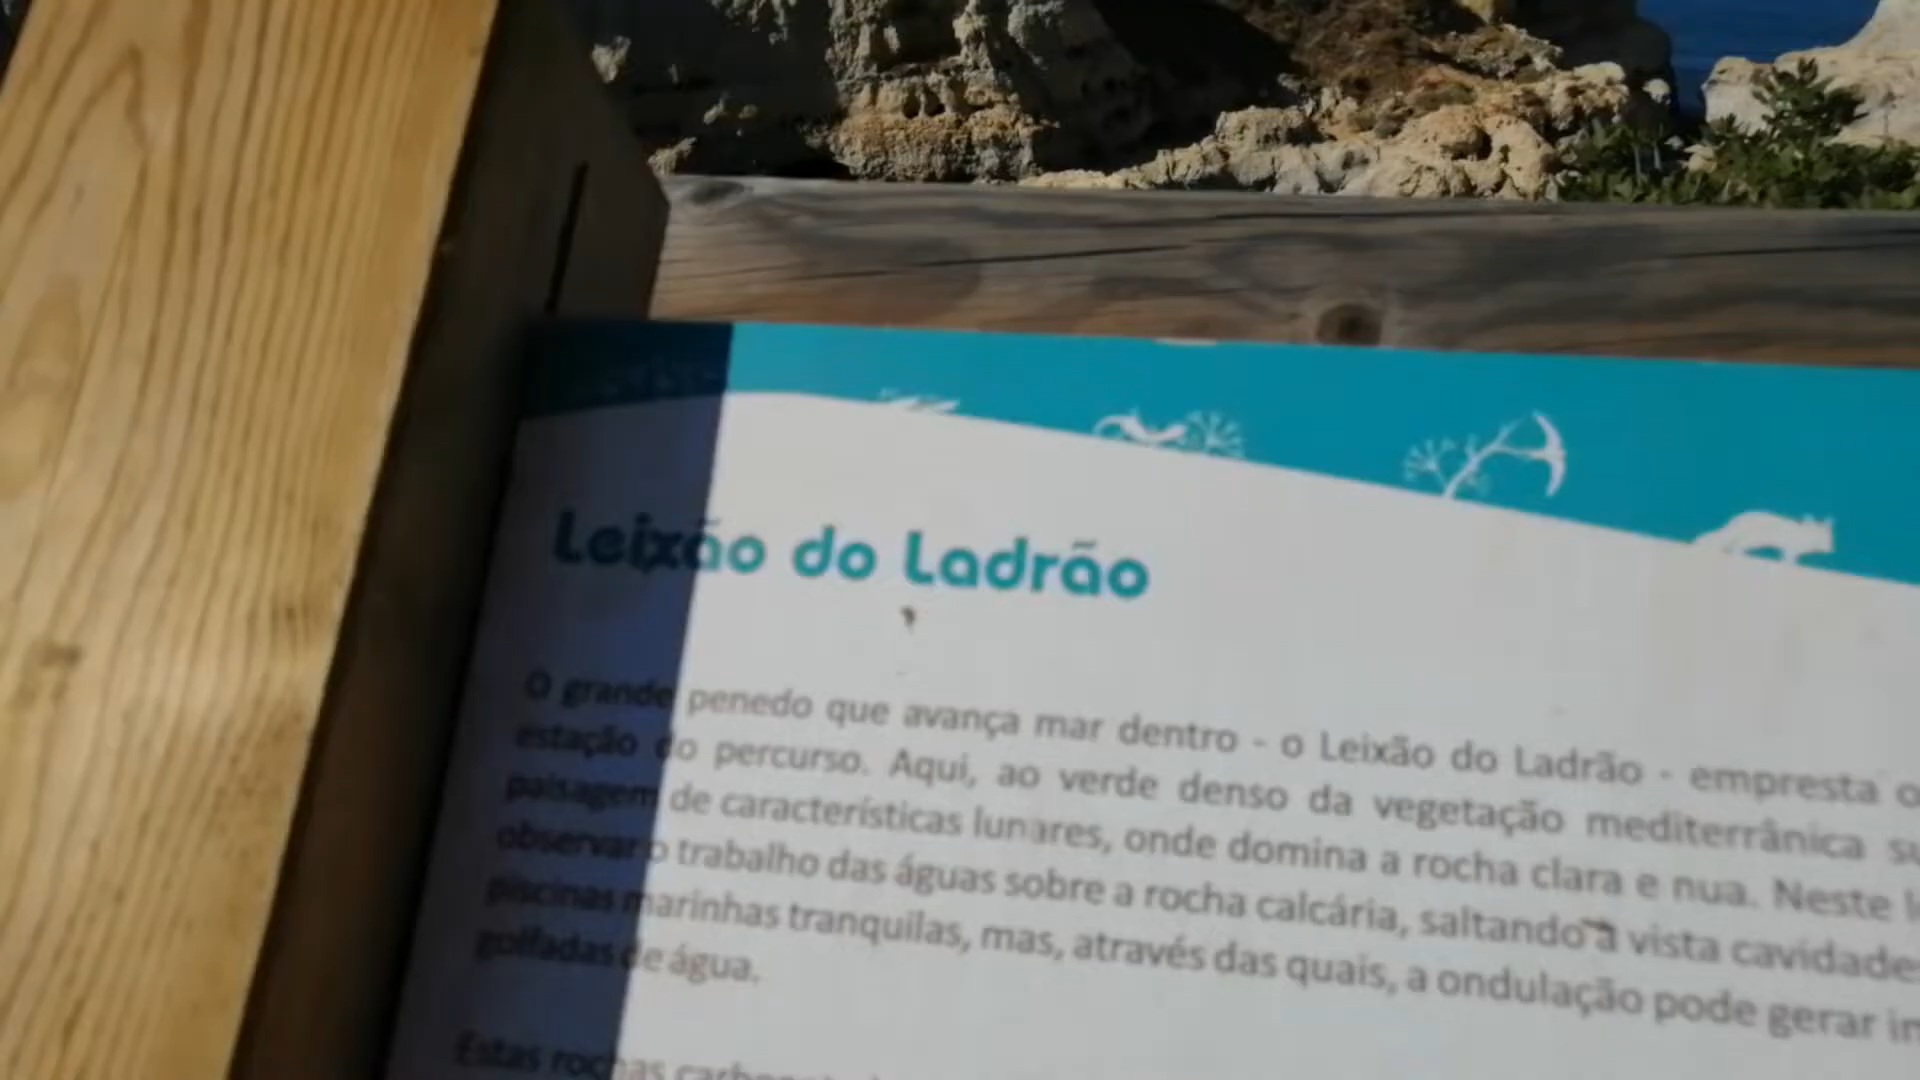 Leixão do Ladrão
O grande penedo que avança mar dentro - o Leixão do Ladrão - empresta
estação do percurso. Aqui, ao verde denso da vegetação mediterrânica
paisagem de características lunares, onde domina a rocha clara e nua. Neste
observar o trabalho das águas sobre a rocha calcária, saltando à vista
piscinas marinhas tranquilas, mas, através das quais, a ondulação pode gerar
golfadas de água.
Estas rochas